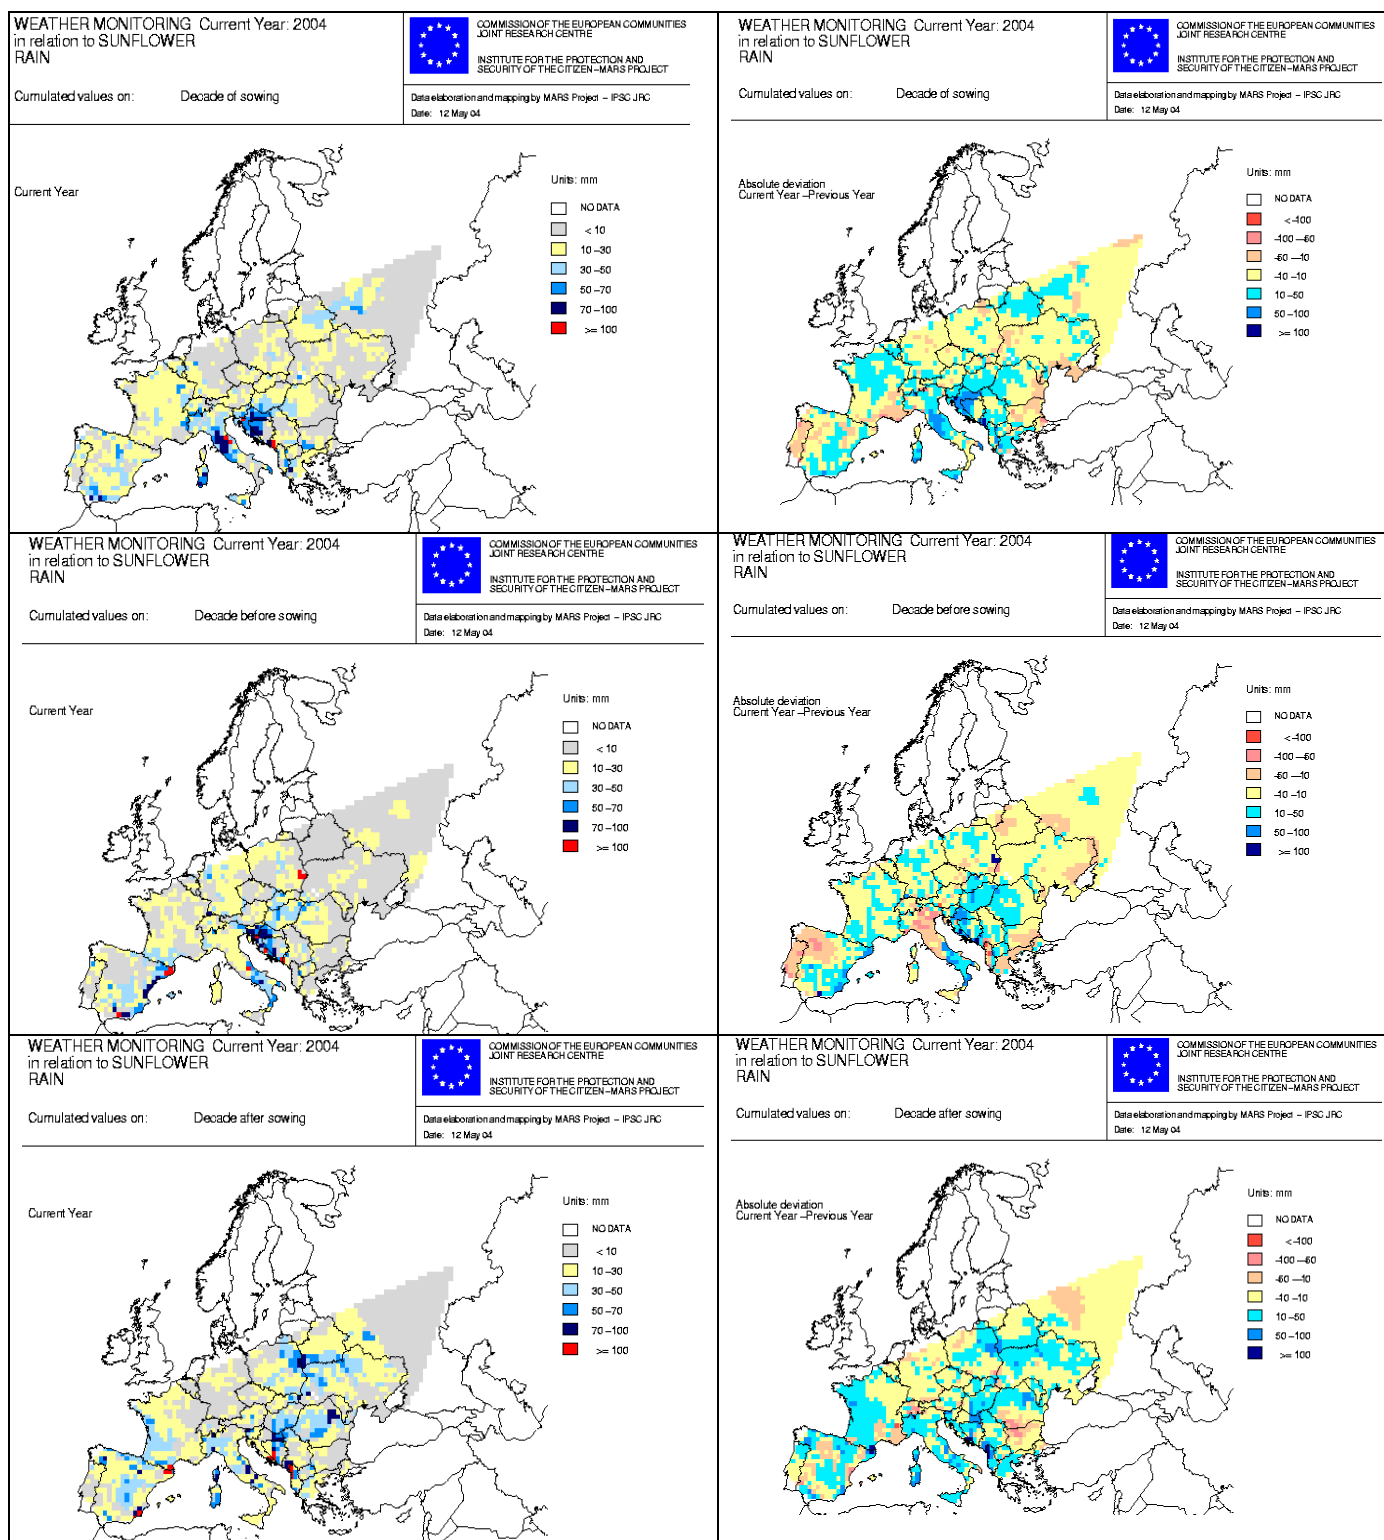 WEATHER MONITORING Current Year: 2004
in relation to SUNFLOWER
RAIN
COMMISSION OF THE EUROPEAN COMMUNITIES
JOINT RESEARCH CENTRE
INSTITUTE FOR THE PROTECTION AND
SECURITY OF THE CITIZEN-MARS PROJECT
Cumulated values on: Decade of sowing
Data elaboration and mapping by MARS Project - IPSC JRC
Date: 12 May 04
Current Year
Units: mm
NO DATA
< 10
10-30
30-50
50-70
70-100
>= 100
WEATHER MONITORING Current Year: 2004
in relation to SUNFLOWER
RAIN
COMMISSION OF THE EUROPEAN COMMUNITIES
JOINT RESEARCH CENTRE
INSTITUTE FOR THE PROTECTION AND
SECURITY OF THE CITIZEN-MARS PROJECT
Cumulated values on: Decade of sowing
Data elaboration and mapping by MARS Project - IPSC JRC
Date: 12 May 04
Absolute deviation
Current Year -Previous Year
Units: mm
NO DATA
<-100
-100--50
-50--10
-10-10
10-50
50-100
>= 100
WEATHER MONITORING Current Year: 2004
in relation to SUNFLOWER
RAIN
COMMISSION OF THE EUROPEAN COMMUNITIES
JOINT RESEARCH CENTRE
INSTITUTE FOR THE PROTECTION AND
SECURITY OF THE CITIZEN-MARS PROJECT
Cumulated values on: Decade before sowing
Data elaboration and mapping by MARS Project - IPSC JRC
Date: 12 May 04
Current Year
Units: mm
NO DATA
< 10
10-30
30-50
50-70
70-100
>= 100
WEATHER MONITORING Current Year: 2004
in relation to SUNFLOWER
RAIN
COMMISSION OF THE EUROPEAN COMMUNITIES
JOINT RESEARCH CENTRE
INSTITUTE FOR THE PROTECTION AND
SECURITY OF THE CITIZEN-MARS PROJECT
Cumulated values on: Decade before sowing
Data elaboration and mapping by MARS Project - IPSC JRC
Date: 12 May 04
Absolute deviation
Current Year -Previous Year
Units: mm
NO DATA
<-100
-100--50
-50--10
-10-10
10-50
50-100
>= 100
WEATHER MONITORING Current Year: 2004
in relation to SUNFLOWER
RAIN
COMMISSION OF THE EUROPEAN COMMUNITIES
JOINT RESEARCH CENTRE
INSTITUTE FOR THE PROTECTION AND
SECURITY OF THE CITIZEN-MARS PROJECT
Cumulated values on: Decade after sowing
Data elaboration and mapping by MARS Project - IPSC JRC
Date: 12 May 04
Current Year
Units: mm
NO DATA
< 10
10-30
30-50
50-70
70-100
>= 100
WEATHER MONITORING Current Year: 2004
in relation to SUNFLOWER
RAIN
COMMISSION OF THE EUROPEAN COMMUNITIES
JOINT RESEARCH CENTRE
INSTITUTE FOR THE PROTECTION AND
SECURITY OF THE CITIZEN-MARS PROJECT
Cumulated values on: Decade after sowing
Data elaboration and mapping by MARS Project - IPSC JRC
Date: 12 May 04
Absolute deviation
Current Year -Previous Year
Units: mm
NO DATA
<-100
-100--50
-50--10
-10-10
10-50
50-100
>= 100